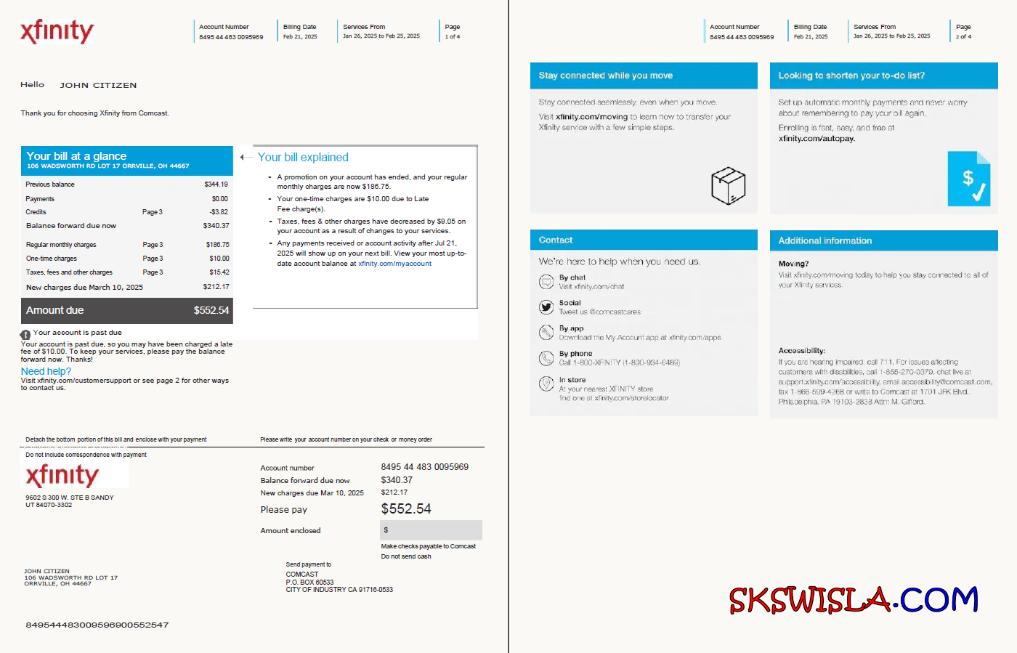 xfinity
Account Number
8495 44 483 0095969
Billing Date
Feb 21, 2025
Services From
Jan 26, 2025 to Feb 25, 2025
Page
1 of 4
Hello JOHN CITIZEN
Thank you for choosing Xfinity from Comcast.
Your bill at a glance
106 WADSWORTH RD LOT 17 ORRVILLE, OH 44667
Previous balance $344.19
Payments $0.00
Credits Page 3 -$3.82
Balance forward due now $340.37
Regular monthly charges Page 3 $186.75
One-time charges Page 3 $10.00
Taxes, fees and other charges Page 3 $15.42
New charges due March 10, 2025 $212.17
Amount due $552.54
! Your account is past due
Your account is past due, so you may have been charged a late
fee of $10.00. To keep your services, please pay the balance
forward now. Thanks!
Need help?
Visit xfinity.com/customersupport or see page 2 for other ways
to contact us.
Your bill explained
• A promotion on your account has ended, and your regular
monthly charges are now $186.75.
• Your one-time charges are $10.00 due to Late
Fee charge(s).
• Taxes, fees & other charges have decreased by $9.05 on
your account as a result of changes to your services.
• Any payments received or account activity after Jul 21,
2025 will show up on your next bill. View your most up-to-
date account balance at xfinity.com/myaccount
Detach the bottom portion of this bill and enclose with your payment
Please write your account number on your check or money order
Do not include correspondence with payment
xfinity
9602 S 300 W. STE B SANDY
UT 84070-3302
Account number 8495 44 483 0095969
Balance forward due now $340.37
New charges due Mar 10, 2025 $212.17
Please pay $552.54
Amount enclosed $
Make checks payable to Comcast
Do not send cash
JOHN CITIZEN
106 WADSWORTH RD LOT 17
ORRVILLE, OH 44667
Send payment to
COMCAST
P.O. BOX 60533
CITY OF INDUSTRY CA 91716-0533
849544483009596900552547
Account Number
8495 44 483 0095969
Billing Date
Feb 21, 2025
Services From
Jan 26, 2025 to Feb 25, 2025
Page
2 of 4
Stay connected while you move
Stay connected seamlessly, even when you move.
Visit xfinity.com/moving to learn how to transfer your
Xfinity service with a few simple steps.
Looking to shorten your to-do list?
Set up automatic monthly payments and never worry
about remembering to pay your bill again.
Enrolling is fast, easy, and free at
xfinity.com/autopay.
$
Contact
We're here to help when you need us.
By chat
Visit xfinity.com/chat
Social
Tweet us @comcastcares
By app
Download the My Account app at xfinity.com/apps
By phone
Call 1-800-XFINITY (1-800-934-6489)
In store
At your nearest XFINITY store
find one at xfinity.com/storelocator
Additional information
Moving?
Visit xfinity.com/moving today to help you stay connected to all of
your Xfinity services.
Accessibility:
If you are hearing impaired, call 711. For issues affecting
customers with disabilities, call 1-855-270-0379, chat live at
support.xfinity.com/accessibility, email accessibility@comcast.com,
fax 1-866-599-4268 or write to Comcast at 1701 JFK Blvd.,
Philadelphia, PA 19103-2838 Attn: M. Gifford.
SKSWISLA.COM